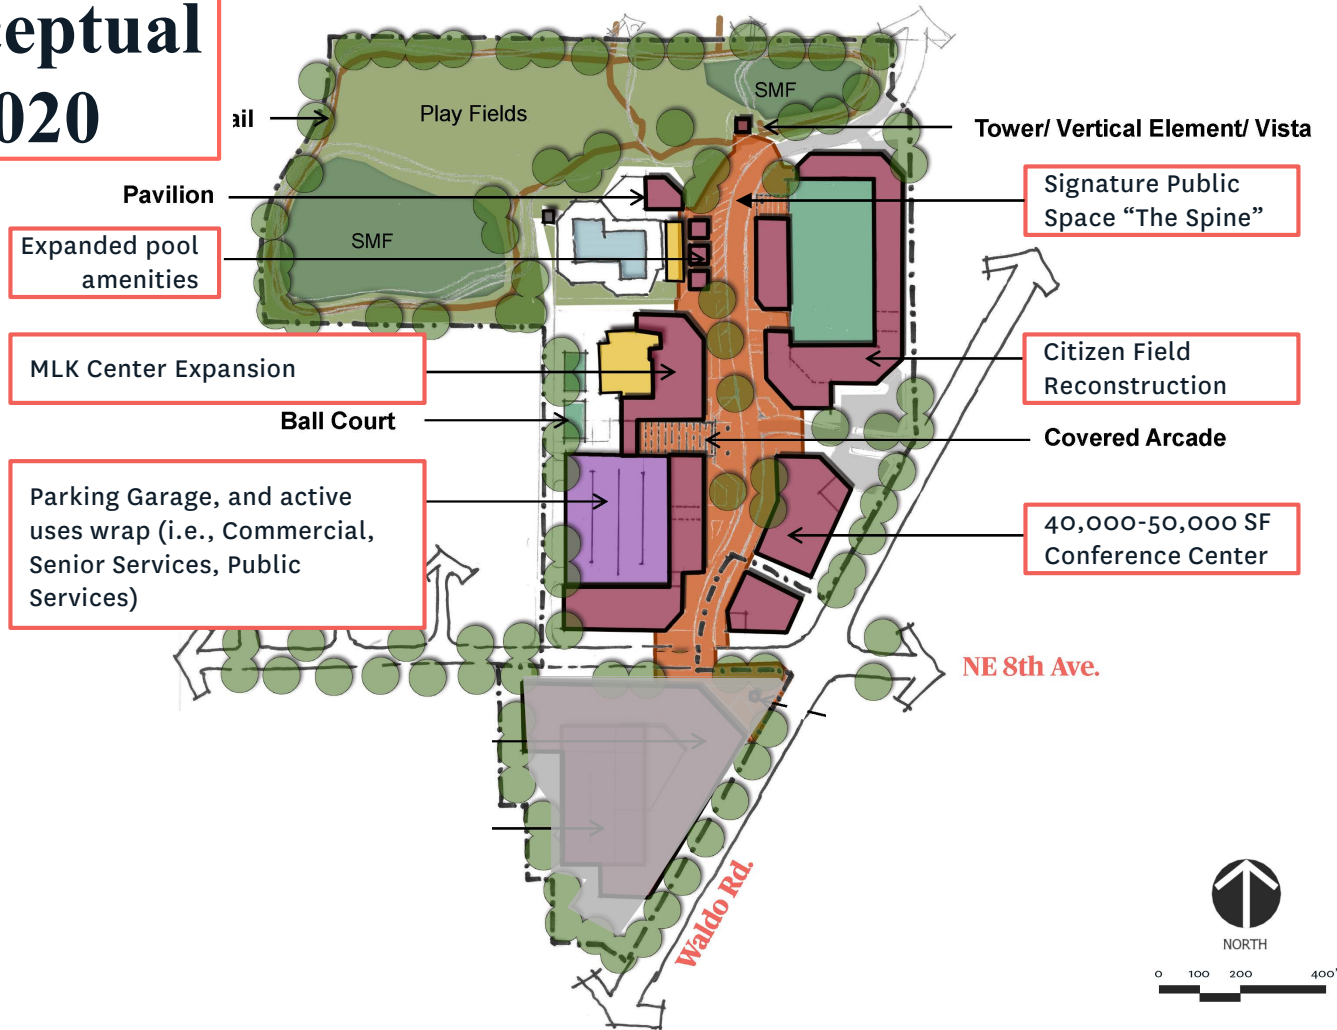 ceptual
020
ail
Play Fields
SMF
Tower/ Vertical Element/ Vista
Pavilion
Signature Public
Space “The Spine”
SMF
Expanded pool
amenities
MLK Center Expansion
Citizen Field
Reconstruction
Ball Court
Covered Arcade
Parking Garage, and active
uses wrap (i.e., Commercial,
Senior Services, Public
Services)
40,000-50,000 SF
Conference Center
NE 8th Ave.
Waldo Rd.
NORTH
0 100 200 400'